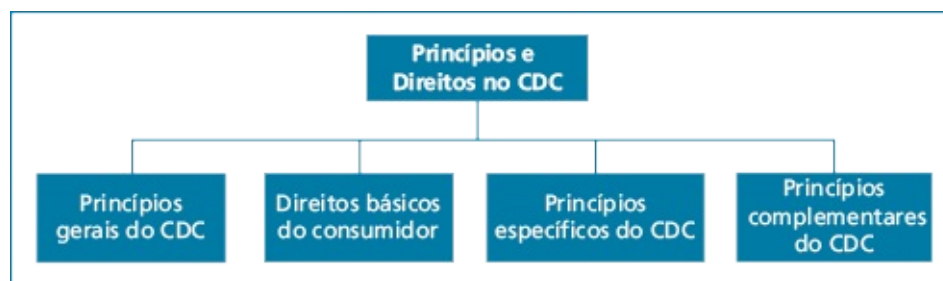 Princípios e
Direitos no CDC
Princípios
gerais do CDC
Direitos básicos
do consumidor
Princípios
específicos do CDC
Princípios
complementares
do CDC